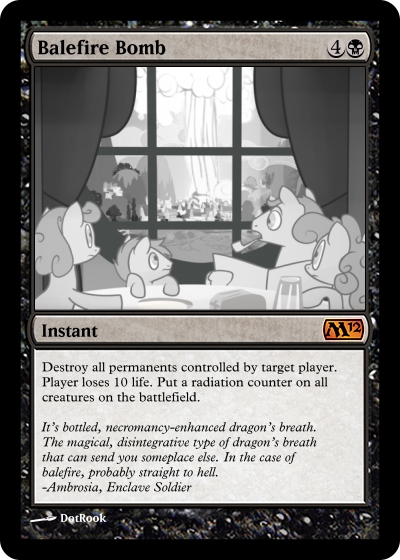 Balefire Bomb 4
Instant M12
Destroy all permanents controlled by target player.
Player loses 10 life. Put a radiation counter on all
creatures on the battlefield.
It's bottled, necromancy-enhanced dragon's breath.
The magical, disintegrative type of dragon's breath
that can send you someplace else. In the case of
balefire, probably straight to hell.
-Ambrosia, Enclave Soldier
DotRook